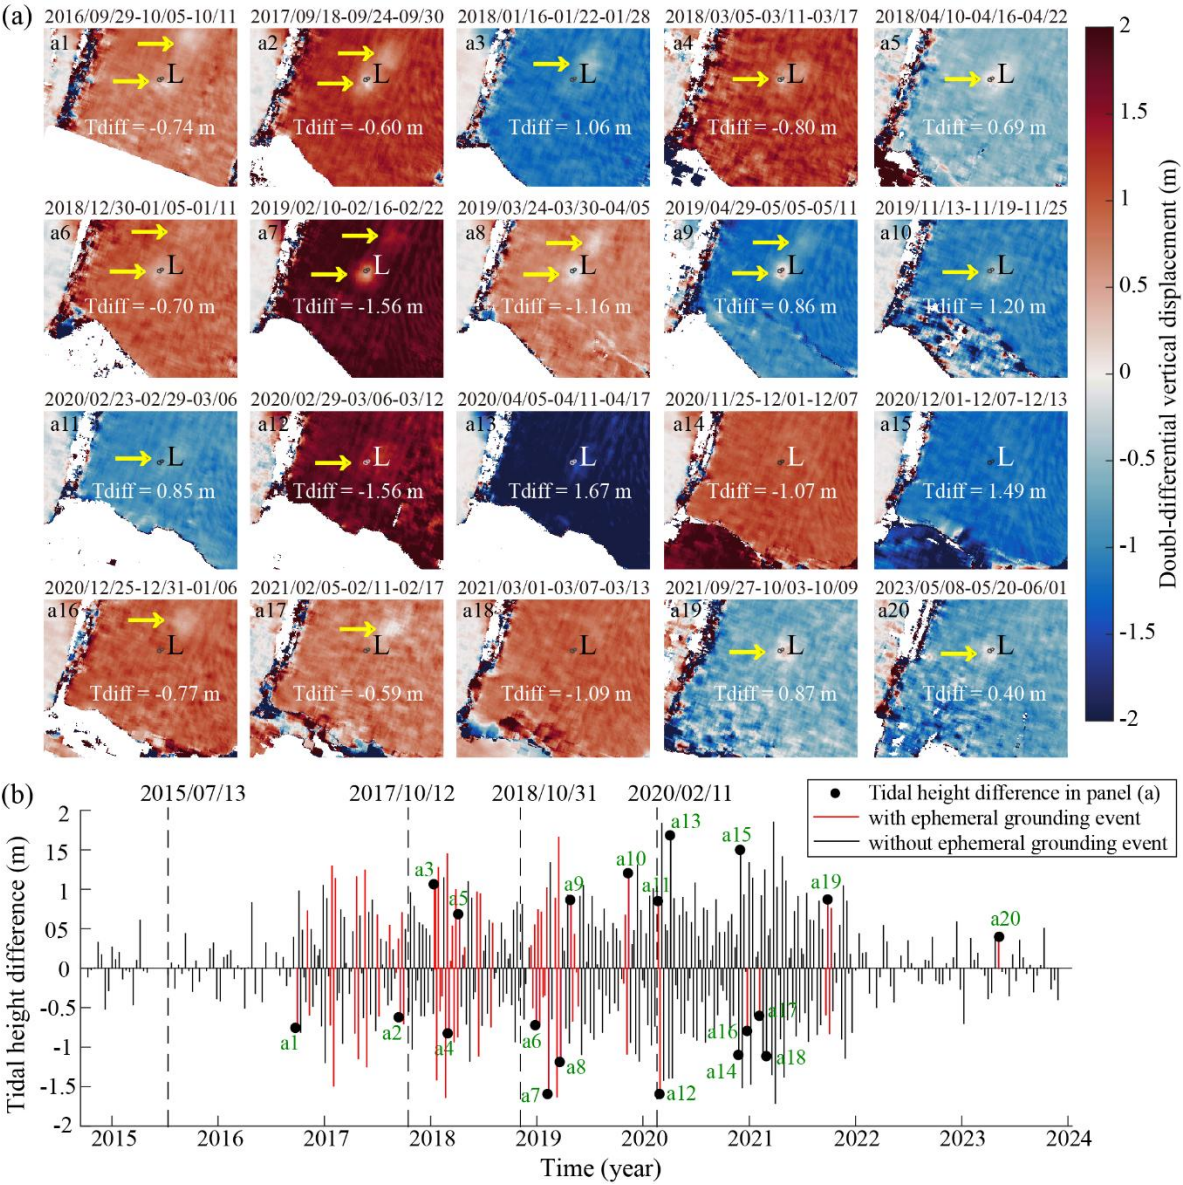 (a)
2016/09/29-10/05-10/11
2017/09/18-09/24-09/30
2018/01/16-01/22-01/28
2018/03/05-03/11-03/17
2018/04/10-04/16-04/22
a1
L
Tdiff = -0.74 m
a2
L
Tdiff = -0.60 m
a3
L
Tdiff = 1.06 m
a4
L
Tdiff = -0.80 m
a5
L
Tdiff = 0.69 m
2018/12/30-01/05-01/11
2019/02/10-02/16-02/22
2019/03/24-03/30-04/05
2019/04/29-05/05-05/11
2019/11/13-11/19-11/25
a6
L
Tdiff = -0.70 m
a7
L
Tdiff = -1.56 m
a8
L
Tdiff = -1.16 m
a9
L
Tdiff = 0.86 m
a10
L
Tdiff = 1.20 m
2020/02/23-02/29-03/06
2020/02/29-03/06-03/12
2020/04/05-04/11-04/17
2020/11/25-12/01-12/07
2020/12/01-12/07-12/13
a11
L
Tdiff = 0.85 m
a12
L
Tdiff = -1.56 m
a13
L
Tdiff = 1.67 m
a14
L
Tdiff = -1.07 m
a15
L
Tdiff = 1.49 m
2020/12/25-12/31-01/06
2021/02/05-02/11-02/17
2021/03/01-03/07-03/13
2021/09/27-10/03-10/09
2023/05/08-05/20-06/01
a16
L
Tdiff = -0.77 m
a17
L
Tdiff = -0.59 m
a18
L
Tdiff = -1.09 m
a19
L
Tdiff = 0.87 m
a20
L
Tdiff = 0.40 m
2
1.5
1
0.5
0
-0.5
-1
-1.5
-2
Doubl-differential vertical displacement (m)
(b)
2015/07/13
2017/10/12
2018/10/31
2020/02/11
Tidal height difference in panel (a)
with ephemeral grounding event
without ephemeral grounding event
Tidal height difference (m)
2
15
1
05
0
-0.5
-1
-1.5
-2
a1
a2
a3
a4
a5
a6
a7
a8
a9
a10
a11
a12
a13
a14
a15
a16
a17
a18
a19
a20
2015
2016
2017
2018
2019
2020
2021
2022
2023
2024
Time (year)